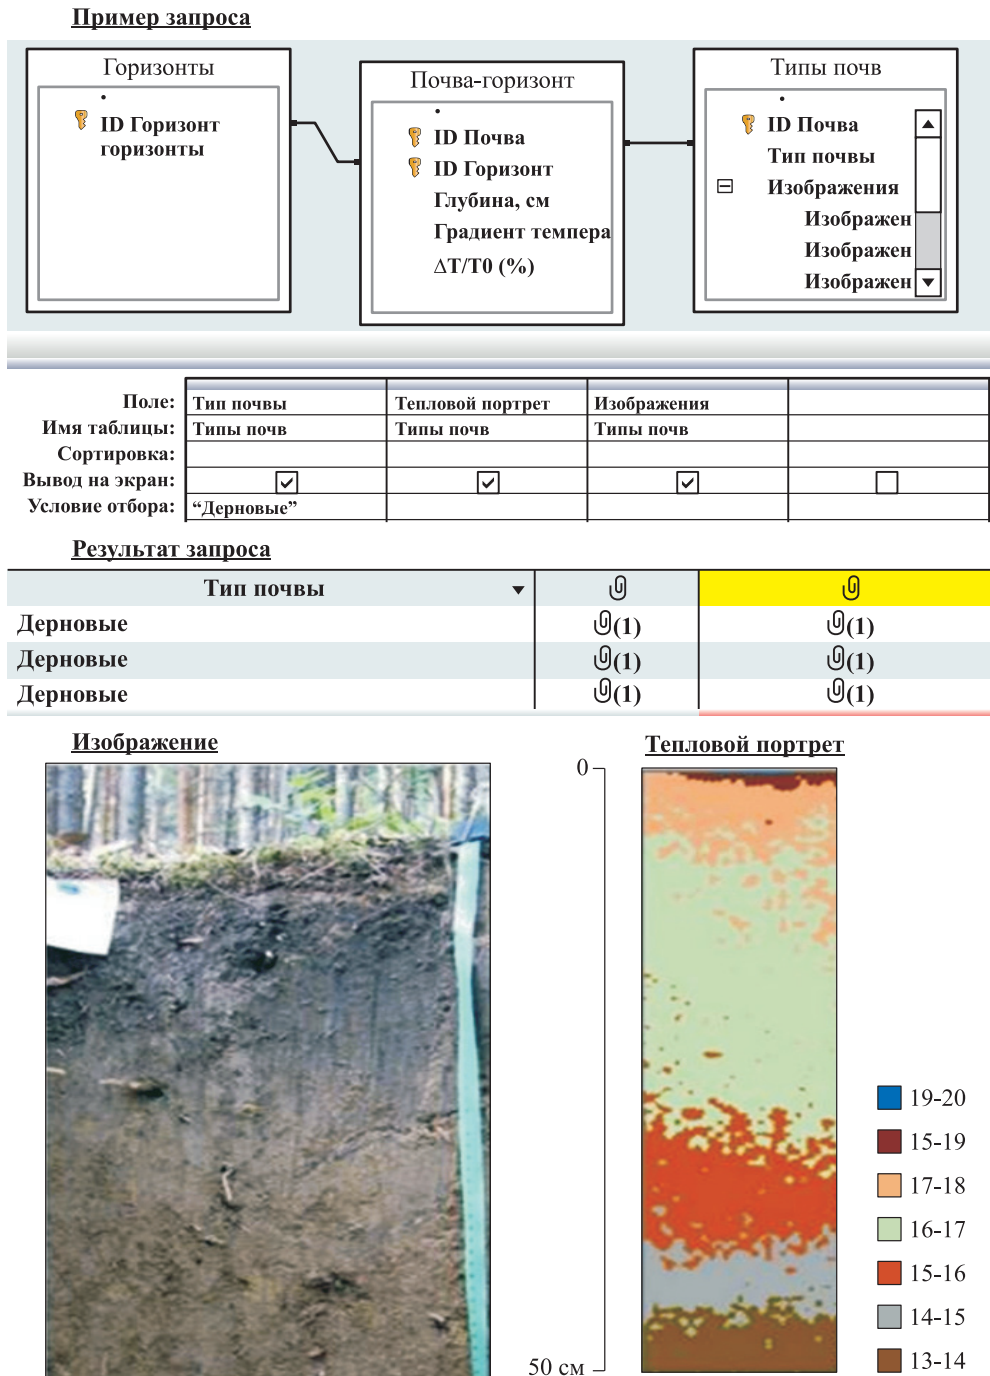 Пример запроса
Горизонты
ID Горизонт
горизонты
Почва-горизонт
ID Почва
ID Горизонт
Глубина, см
Градиент темпера
ΔT/T0 (%)
Типы почв
ID Почва
Тип почвы
Изображения
Изображен
Изображен
Изображен
Поле: Тип почвы Тепловой портрет Изображения
Имя таблицы: Типы почв Типы почв Типы почв
Сортировка:
Вывод на экран:
Условие отбора: “Дерновые”
Результат запроса
Тип почвы
Дерновые (1) (1)
Дерновые (1) (1)
Дерновые (1) (1)
Изображение
Тепловой портрет
0
50 см
19-20
15-19
17-18
16-17
15-16
14-15
13-14